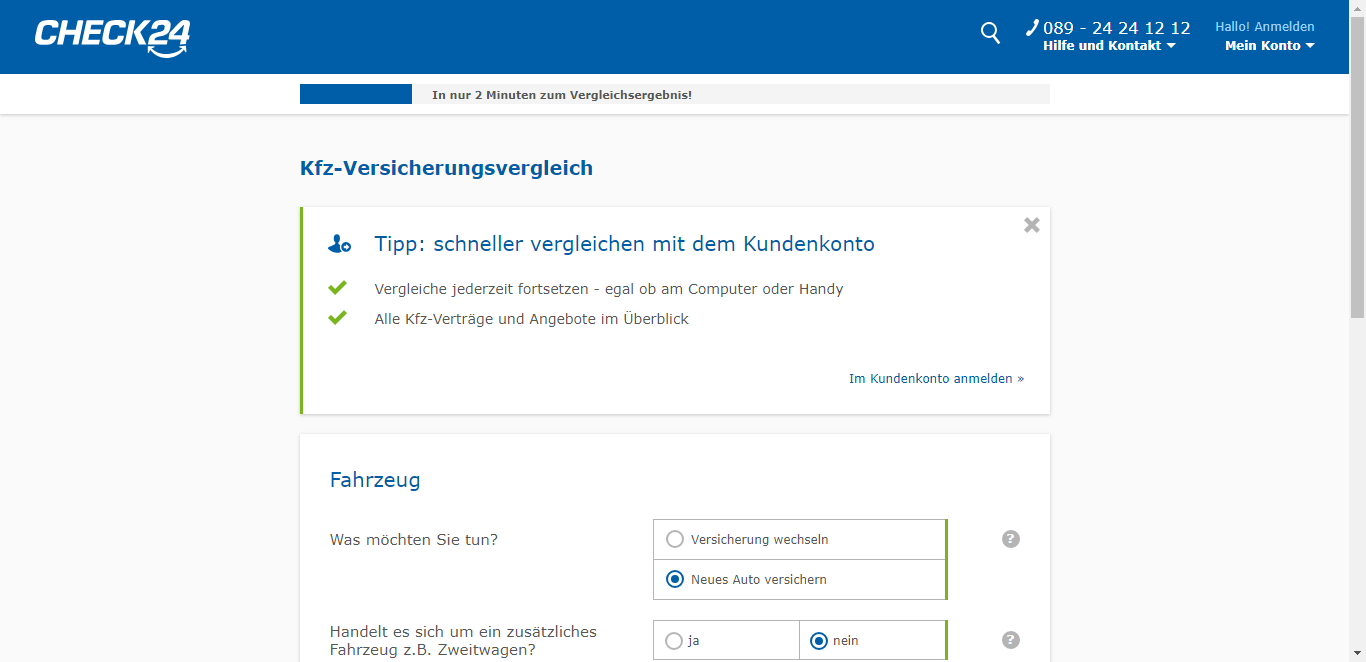 CHECK24
089 - 24 24 12 12
Hilfe und Kontakt
Hallo! Anmelden
Mein Konto
In nur 2 Minuten zum Vergleichsergebnis!
Kfz-Versicherungsvergleich
Tipp: schneller vergleichen mit dem Kundenkonto
Vergleiche jederzeit fortsetzen - egal ob am Computer oder Handy
Alle Kfz-Verträge und Angebote im Überblick
Im Kundenkonto anmelden »
Fahrzeug
Was möchten Sie tun?
Versicherung wechseln
?
Neues Auto versichern
Handelt es sich um ein zusätzliches
Fahrzeug z.B. Zweitwagen?
ja
nein
?